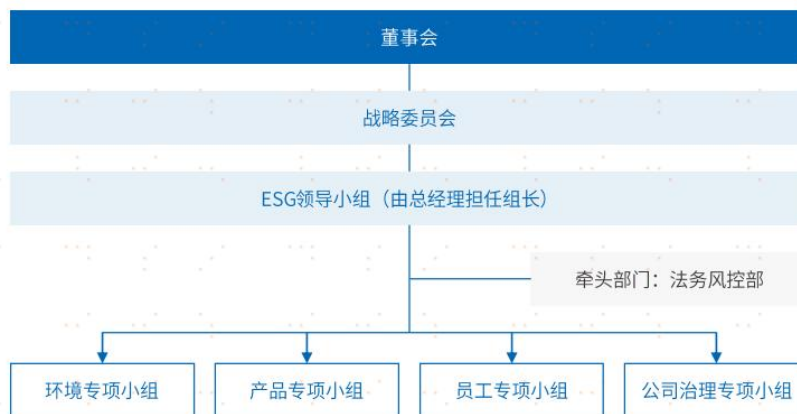 董事会
战略委员会
ESG领导小组（由总经理担任组长）
牵头部门：法务风控部
环境专项小组
产品专项小组
员工专项小组
公司治理专项小组